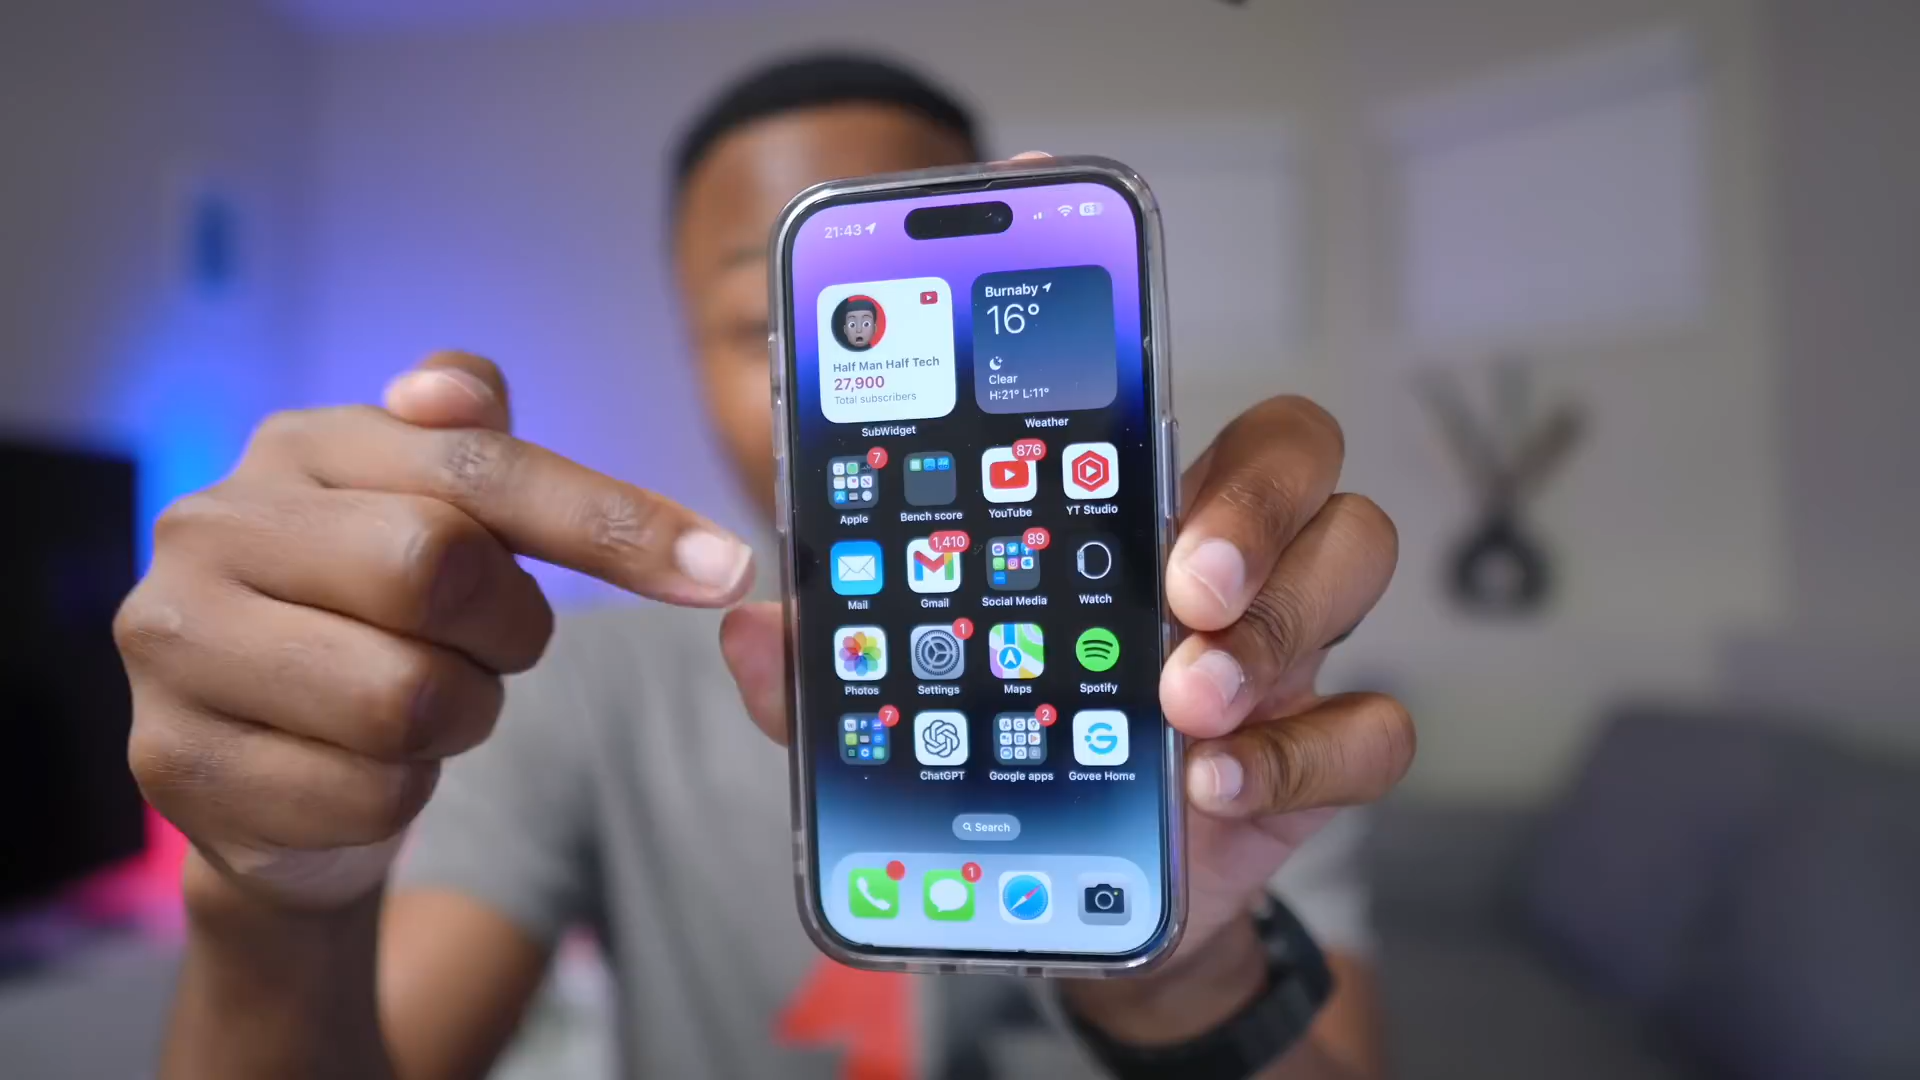 21:43
63
Half Man Half Tech
27,900
Total subscribers
SubWidget
Burnaby
16°
Clear
H:21° L:11°
Weather
7
876
Apple
Bench score
YouTube
YT Studio
1,410
89
Mail
Gmail
Social Media
Watch
1
Photos
Settings
Maps
Spotify
7
2
ChatGPT
Google apps
Govee Home
Search
1